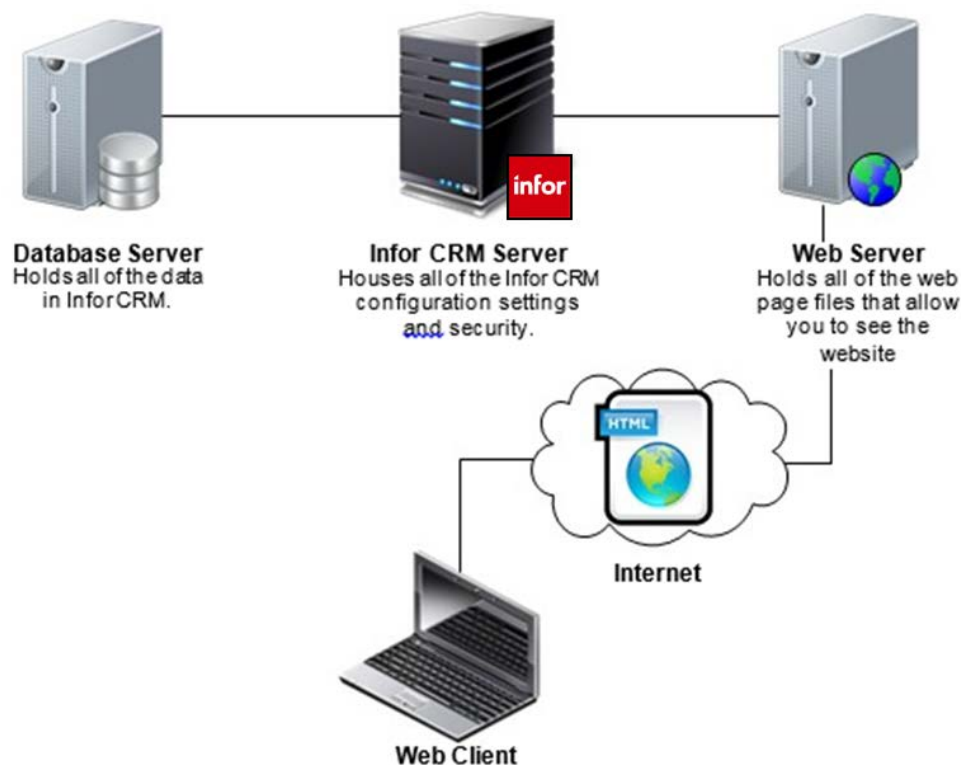 infor
Database Server
Holds all of the data
in Infor CRM.
Infor CRM Server
Houses all of the Infor CRM
configuration settings
and security.
Web Server
Holds all of the web
page files that allow
you to see the
website
HTML
Internet
Web Client